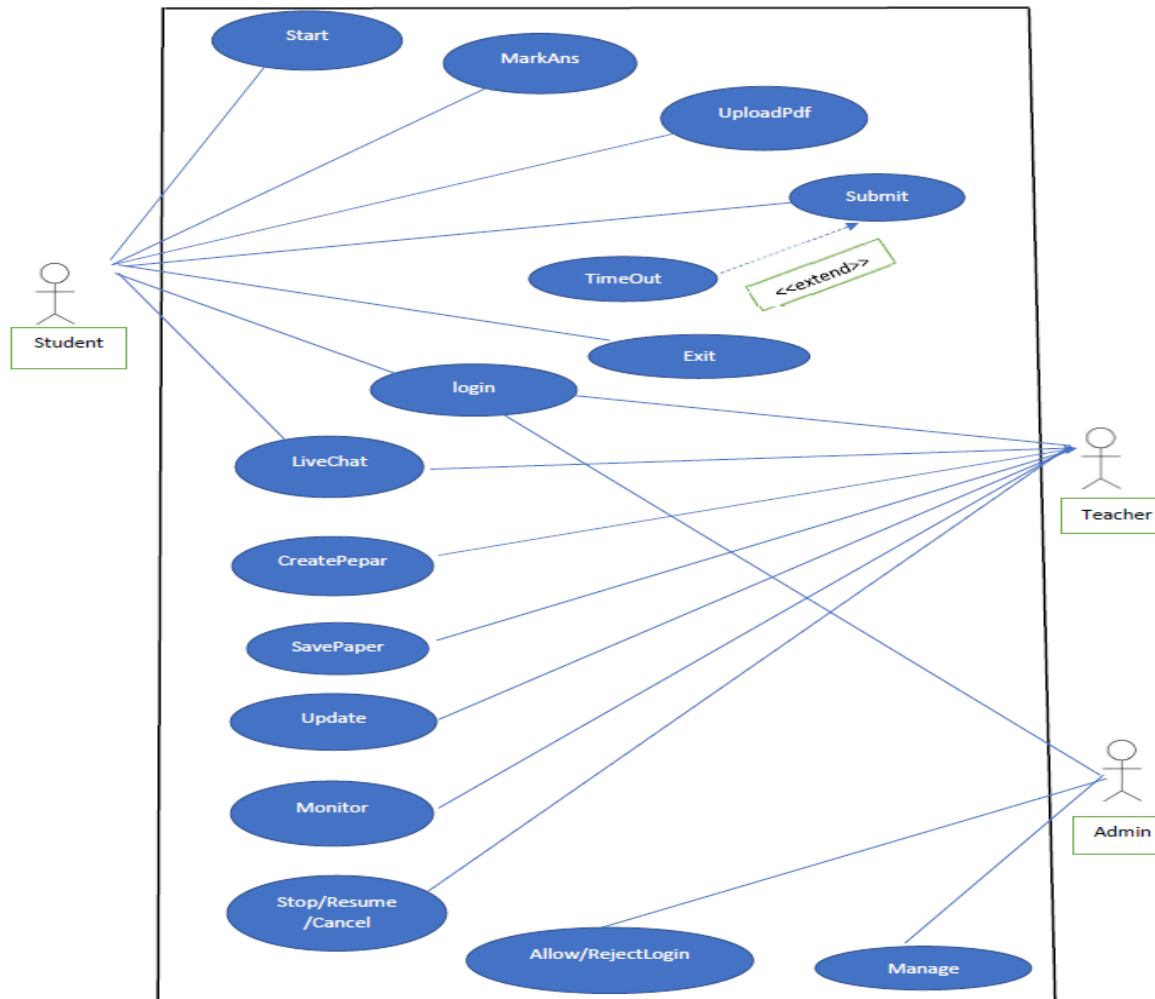 Start
MarkAns
UploadPdf
Submit
TimeOut
<<extend>>
Student
Exit
login
LiveChat
Teacher
CreatePepar
SavePaper
Update
Monitor
Admin
Stop/Resume
/Cancel
Allow/RejectLogin
Manage